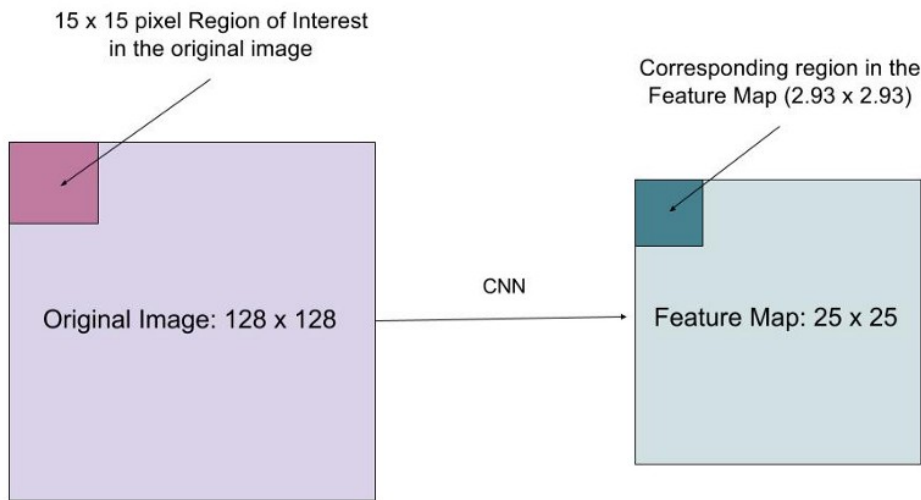 15 x 15 pixel Region of Interest
in the original image
Corresponding region in the
Feature Map (2.93 x 2.93)
Original Image: 128 x 128
CNN
Feature Map: 25 x 25